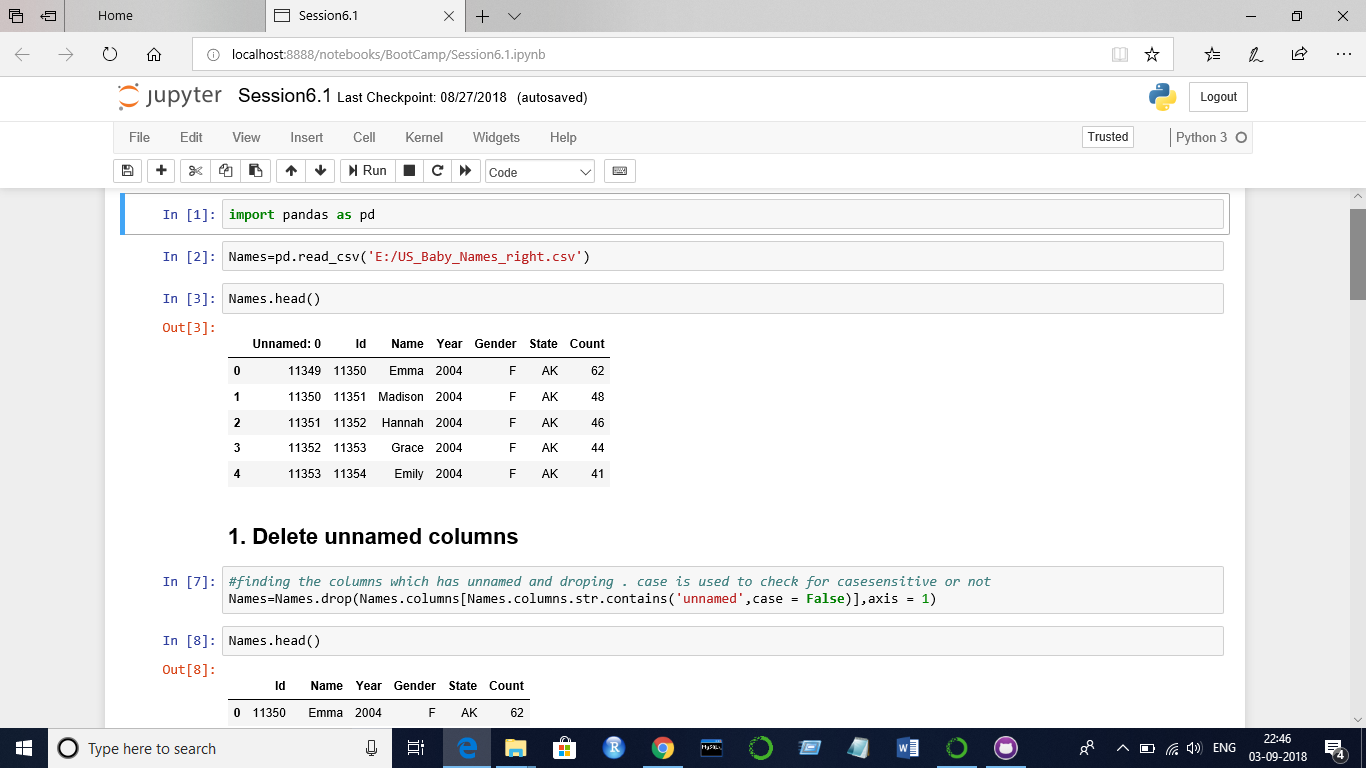 Home
Session6.1
localhost:8888/notebooks/BootCamp/Session6.1.ipynb
jupyter Session6.1 Last Checkpoint: 08/27/2018 (autosaved)
Logout
File Edit View Insert Cell Kernel Widgets Help
Trusted
Python 3
Run
Code
In [1]: import pandas as pd
In [2]: Names=pd.read_csv('E:/US_Baby_Names_right.csv')
In [3]: Names.head()
Out[3]:
Unnamed: 0 Id Name Year Gender State Count
0 11349 11350 Emma 2004 F AK 62
1 11350 11351 Madison 2004 F AK 48
2 11351 11352 Hannah 2004 F AK 46
3 11352 11353 Grace 2004 F AK 44
4 11353 11354 Emily 2004 F AK 41
1. Delete unnamed columns
In [7]: #finding the columns which has unnamed and droping . case is used to check for casesensitive or not
Names=Names.drop(Names.columns[Names.columns.str.contains('unnamed',case = False)],axis = 1)
In [8]: Names.head()
Out[8]:
Id Name Year Gender State Count
0 11350 Emma 2004 F AK 62
Type here to search
R
MySQL
W
ENG
22:46
03-09-2018
4